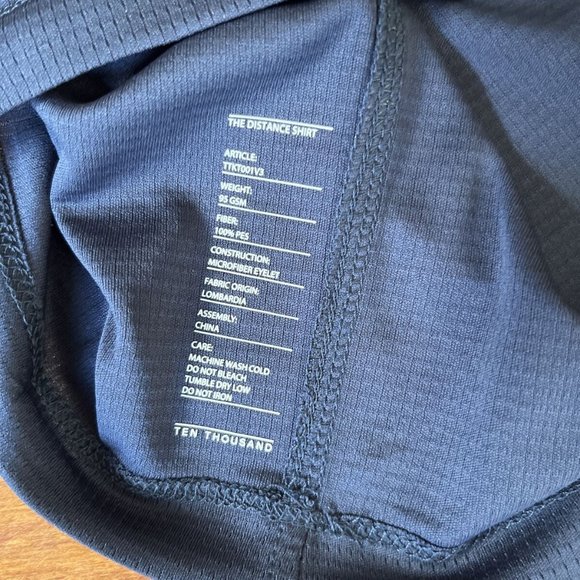 THE DISTANCE SHIRT
ARTICLE:
TTKT001V3
WEIGHT:
95 GSM
FIBER:
100% PES
CONSTRUCTION:
MICROFIBER EYELET
FABRIC ORIGIN:
LOMBARDIA
ASSEMBLY:
CHINA
CARE:
MACHINE WASH COLD
DO NOT BLEACH
TUMBLE DRY LOW
DO NOT IRON
TEN THOUSAND